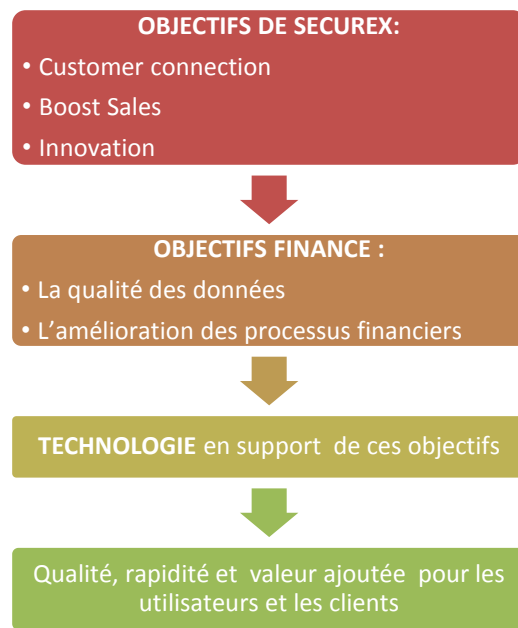 OBJECTIFS DE SECUREX:
• Customer connection
• Boost Sales
• Innovation
OBJECTIFS FINANCE :
• La qualité des données
• L’amélioration des processus financiers
TECHNOLOGIE en support de ces objectifs
Qualité, rapidité et valeur ajoutée pour les
utilisateurs et les clients